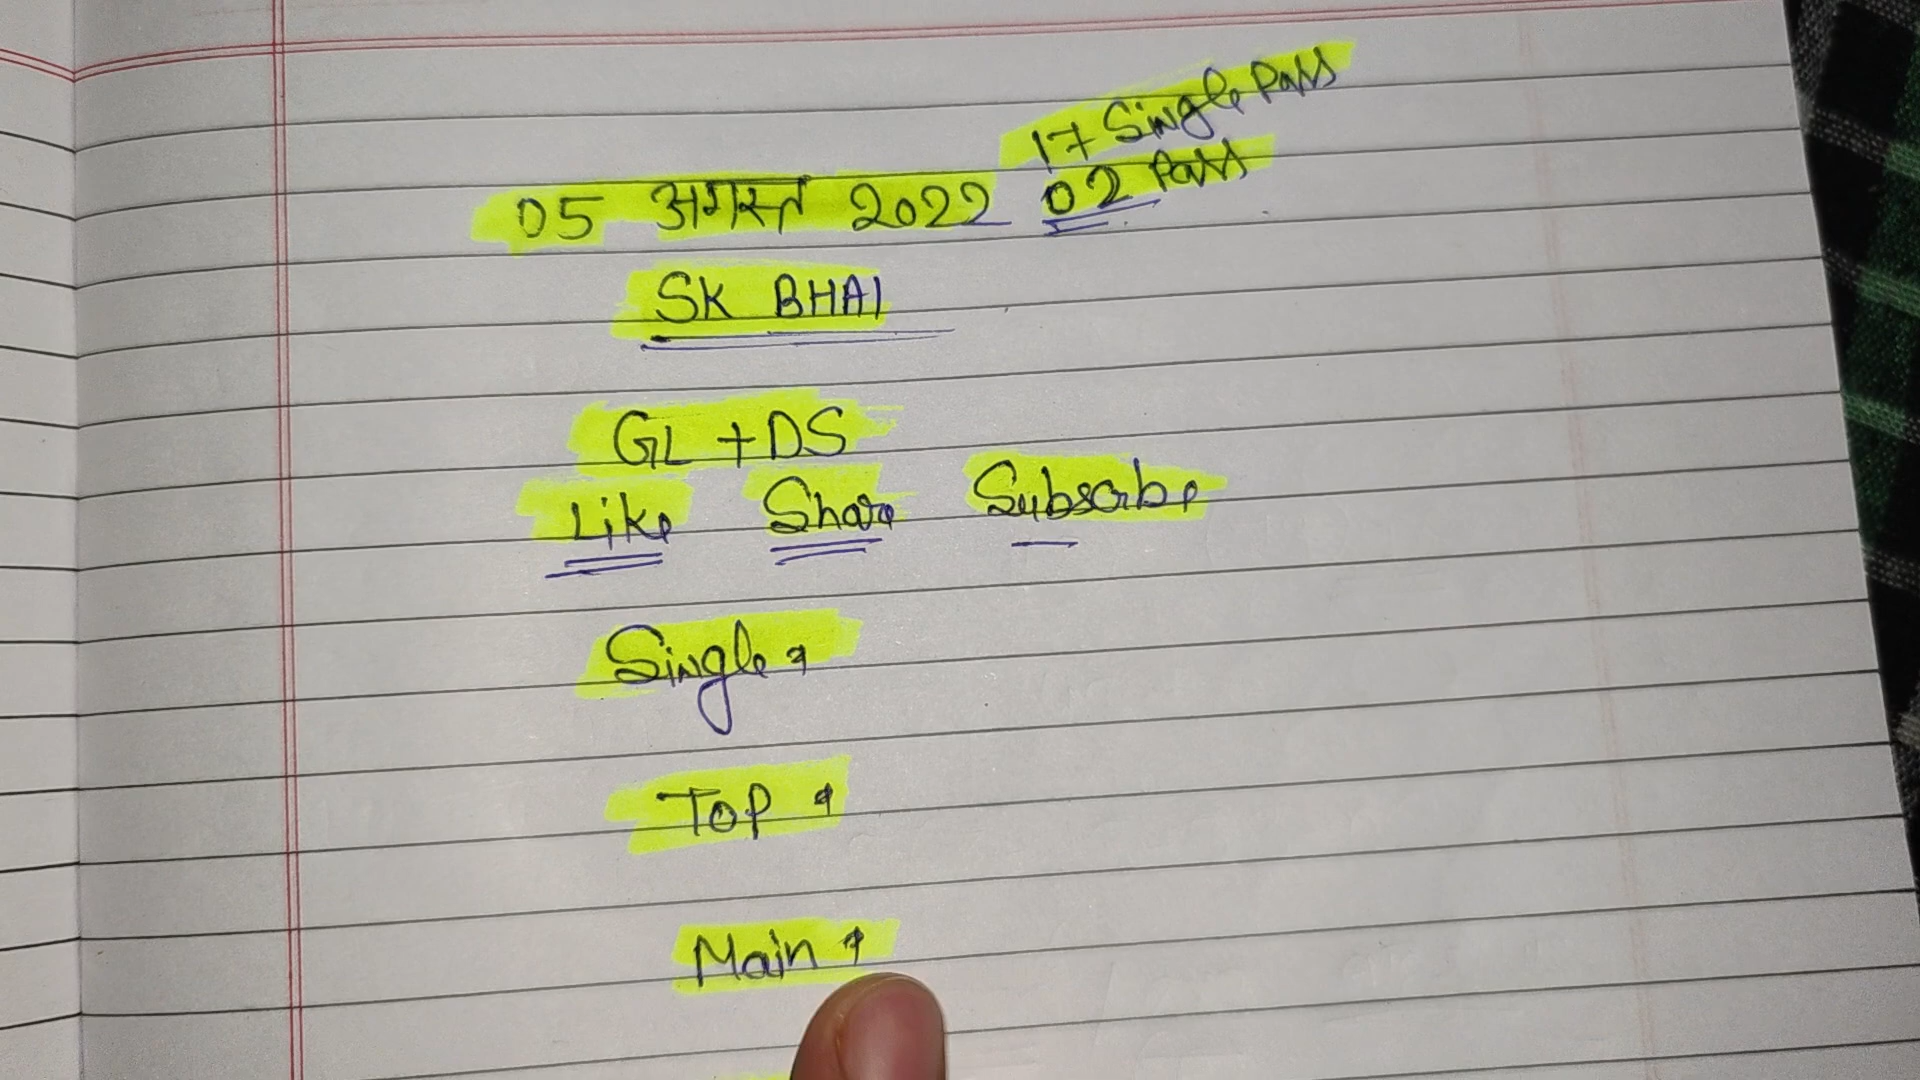 17 Single Pass
05 अगस्त 2022 02 Pass
SK BHAI
GL + DS
Like Share Subscribe
Single
TOP
Main